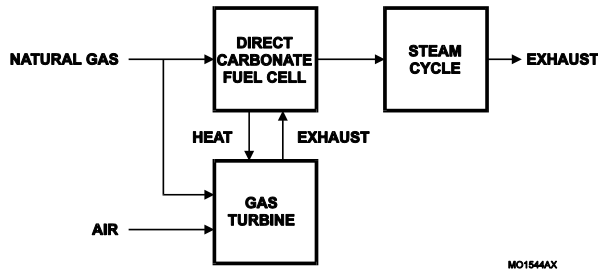 DIRECT
CARBONATE
FUEL CELL
STEAM
CYCLE
NATURAL GAS
EXHAUST
HEAT
EXHAUST
GAS
TURBINE
AIR
MO1544AX